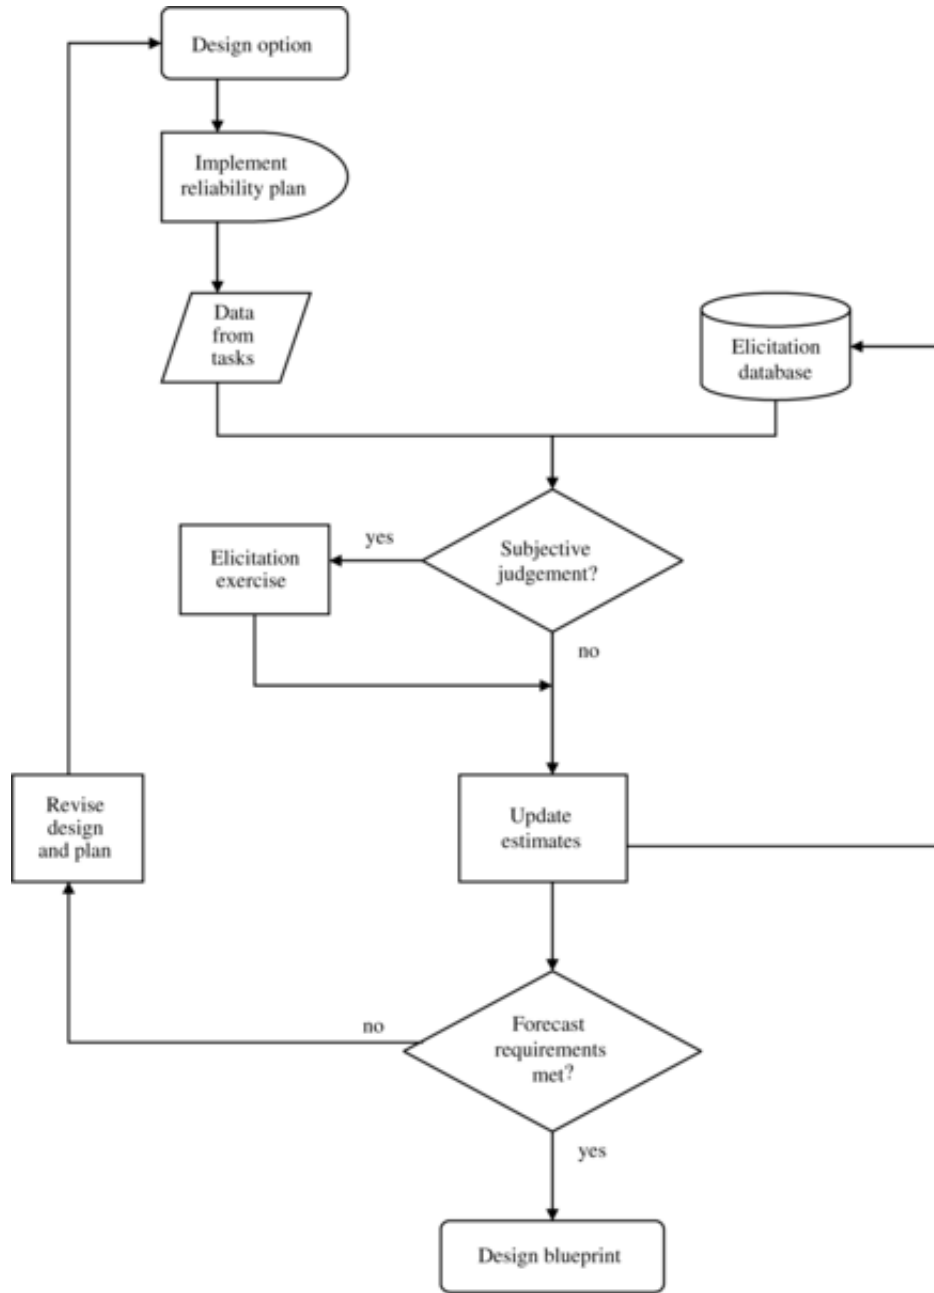 Design option
Implement
reliability plan
Data
from
tasks
Elicitation
database
Subjective
judgement?
yes
Elicitation
exercise
no
Update
estimates
Revise
design
and plan
Forecast
requirements
met?
no
yes
Design blueprint